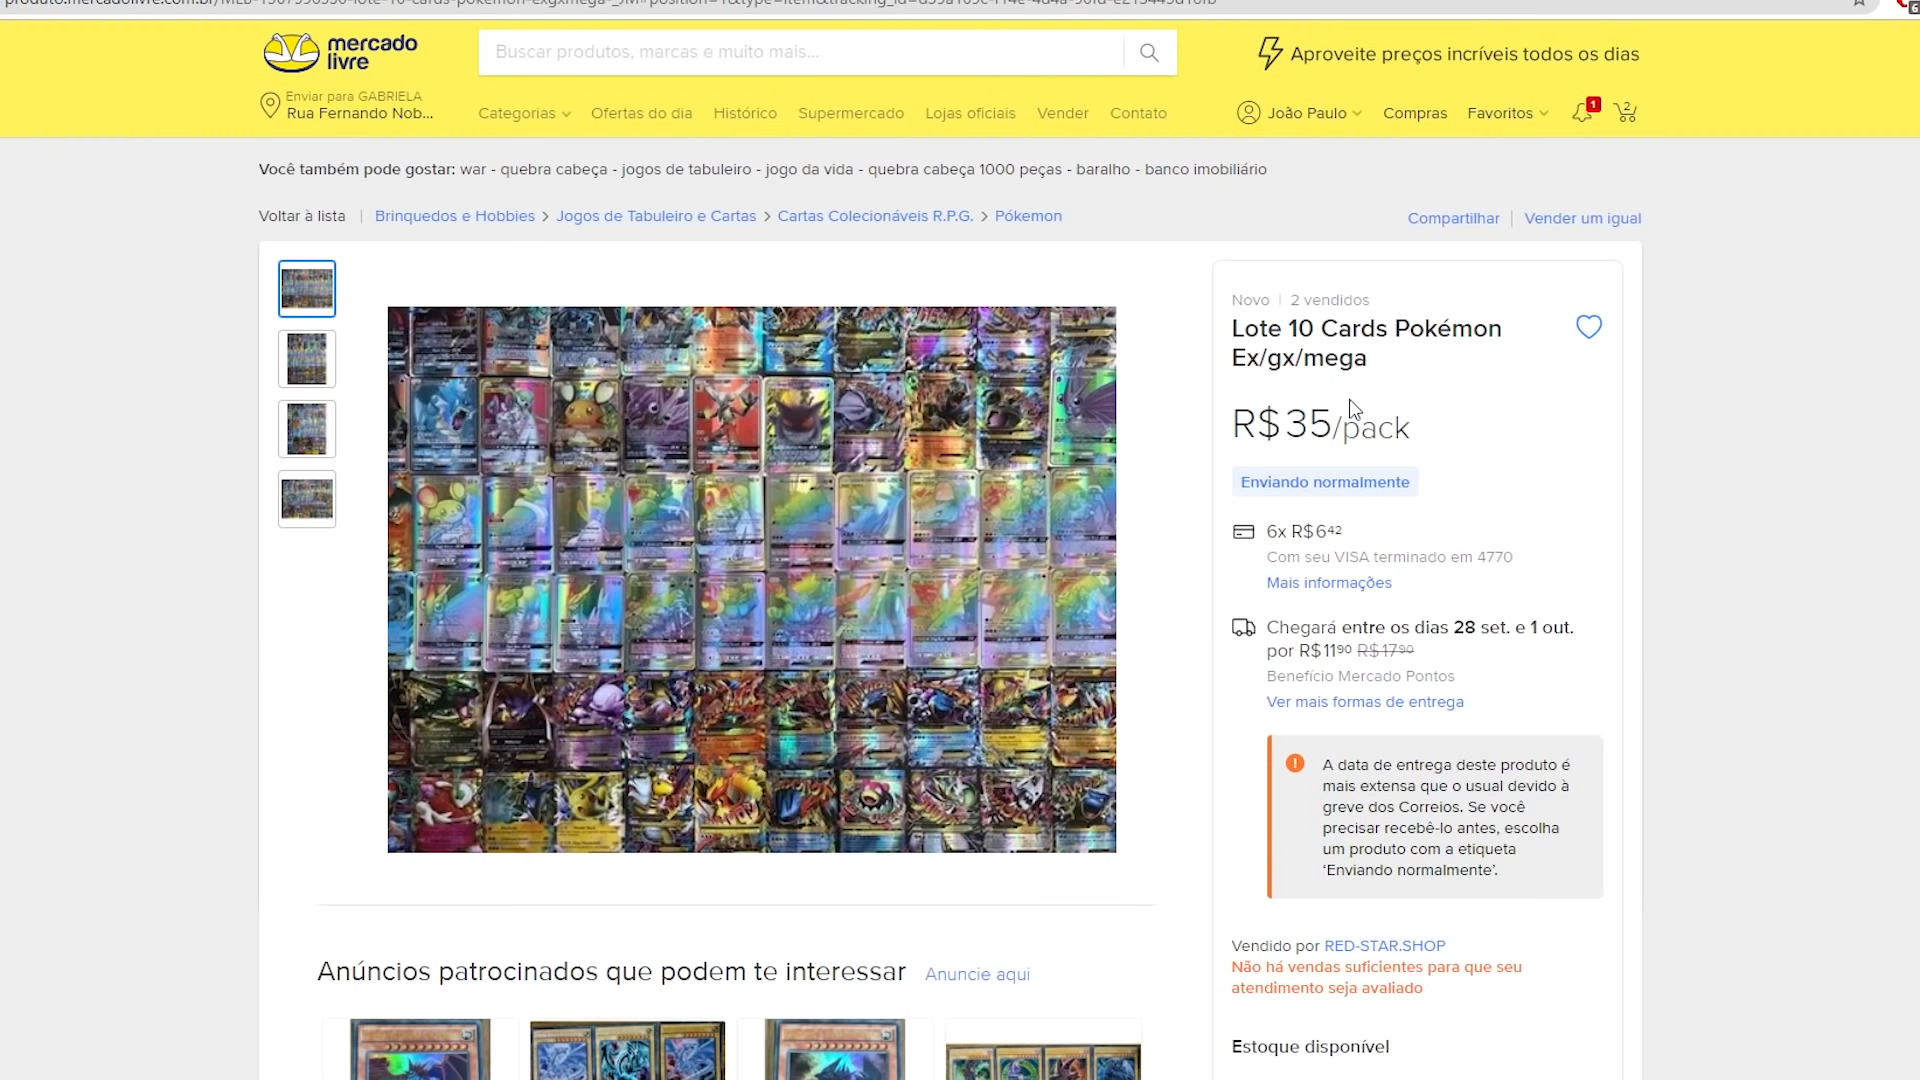 mercado
livre
Buscar produtos, marcas e muito mais...
Aproveite preços incríveis todos os dias
Enviar para GABRIELA
Rua Fernando Nob...
Categorias
Ofertas do dia
Histórico
Supermercado
Lojas oficiais
Vender
Contato
João Paulo
Compras
Favoritos
1
2
Você também pode gostar: war - quebra cabeça - jogos de tabuleiro - jogo da vida - quebra cabeça 1000 peças - baralho - banco imobiliário
Voltar à lista | Brinquedos e Hobbies > Jogos de Tabuleiro e Cartas > Cartas Colecionáveis R.P.G. > Pókemon
Compartilhar | Vender um igual
Novo | 2 vendidos
Lote 10 Cards Pokémon
Ex/gx/mega
R$ 35/pack
Enviando normalmente
6x R$ 6 42
Com seu VISA terminado em 4770
Mais informações
Chegará entre os dias 28 set. e 1 out.
por R$ 11 90 R$ 17 90
Benefício Mercado Pontos
Ver mais formas de entrega
A data de entrega deste produto é
mais extensa que o usual devido à
greve dos Correios. Se você
precisar recebê-lo antes, escolha
um produto com a etiqueta
‘Enviando normalmente’.
Vendido por RED-STAR.SHOP
Não há vendas suficientes para que seu
atendimento seja avaliado
Estoque disponível
Anúncios patrocinados que podem te interessar
Anuncie aqui